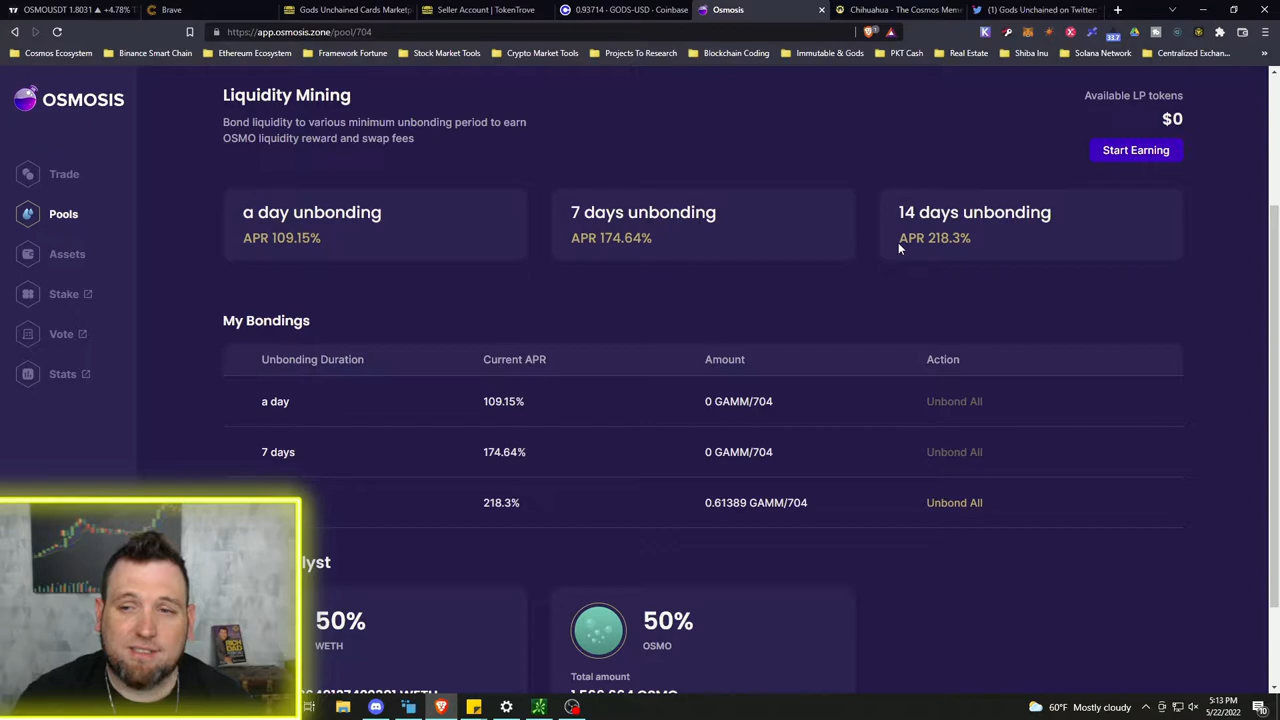 OSMOUSDT 1.8031 ▲ +4.78%
Brave
Gods Unchained Cards Marketp
Seller Account | TokenTrove
0.93714 - GODS-USD - Coinbase
Osmosis
Chihuahua - The Cosmos Mem
(1) Gods Unchained on Twitter
https://app.osmosis.zone/pool/704
Cosmos Ecosystem
Binance Smart Chain
Ethereum Ecosystem
Framework Fortune
Stock Market Tools
Crypto Market Tools
Projects To Research
Blockchain Coding
Immutable & Gods
PKT Cash
Real Estate
Shiba Inu
Solana Network
Centralized Exchan...
OSMOSIS
Trade
Pools
Assets
Stake
Vote
Stats
Liquidity Mining
Bond liquidity to various minimum unbonding period to earn
OSMO liquidity reward and swap fees
Available LP tokens
$0
Start Earning
a day unbonding
APR 109.15%
7 days unbonding
APR 174.64%
14 days unbonding
APR 218.3%
My Bondings
Unbonding Duration Current APR Amount Action
a day 109.15% 0 GAMM/704 Unbond All
7 days 174.64% 0 GAMM/704 Unbond All
218.3% 0.61389 GAMM/704 Unbond All
lyst
50%
WETH
50%
OSMO
Total amount
1,566,664 OSMO
RICH
DAD
60°F Mostly cloudy
5:13 PM
5/22/2022